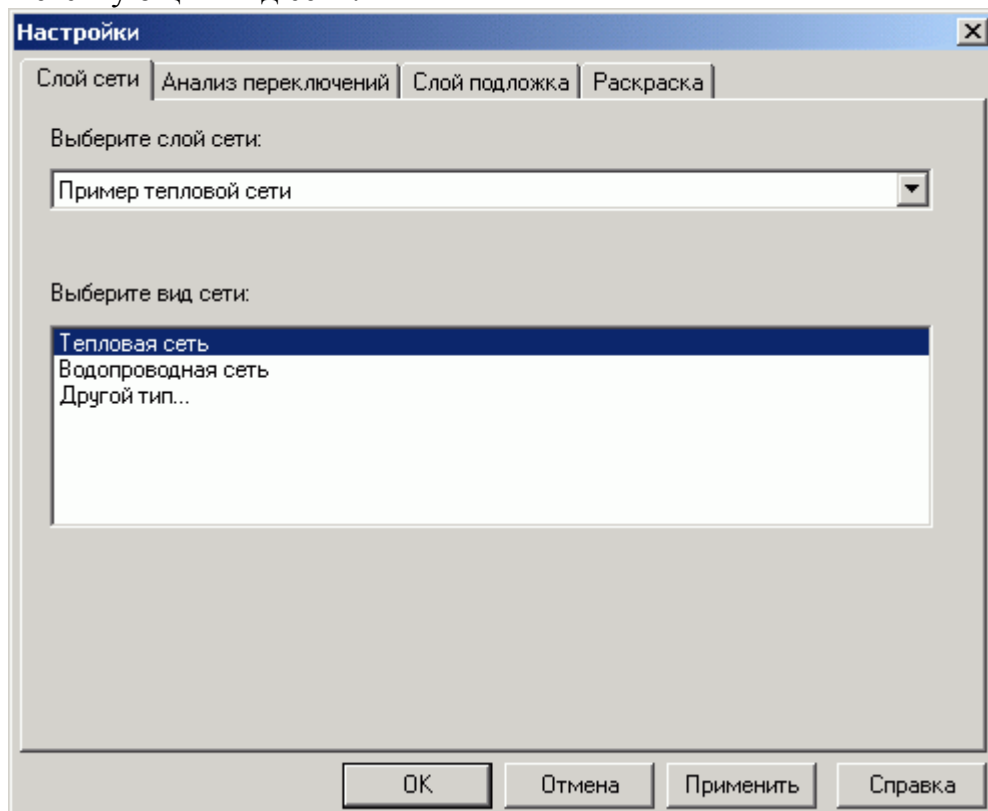 Настройки
Слой сети Анализ переключений Слой подложка Раскраска
Выберите слой сети:
Пример тепловой сети
Выберите вид сети:
Тепловая сеть
Водопроводная сеть
Другой тип...
OK Отмена Применить Справка